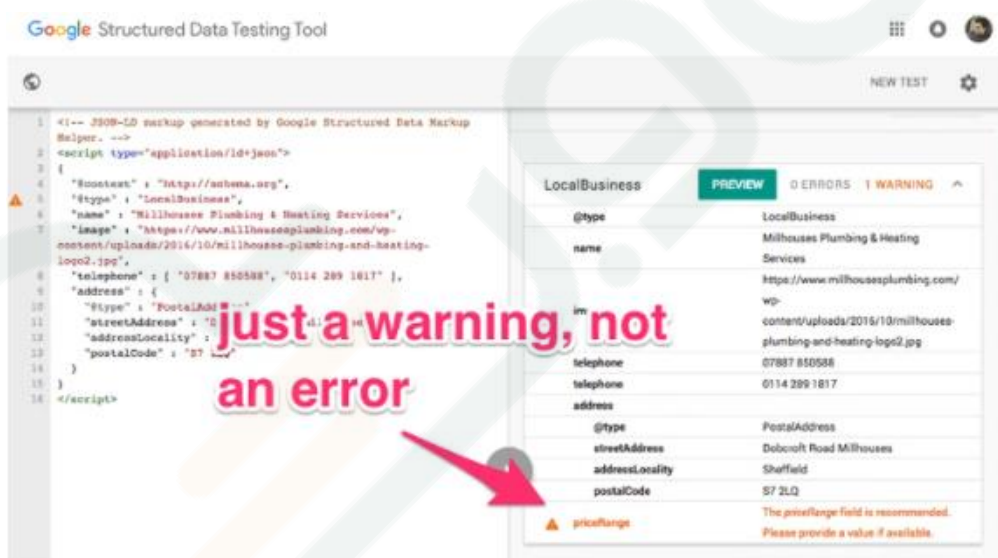 Google Structured Data Testing Tool
NEW TEST
1 <!-- JSON-LD markup generated by Google Structured Data Markup
Helper. -->
2 <script type="application/ld+json">
3 {
4 "@context" : "http://schema.org",
5 "@type" : "LocalBusiness",
6 "name" : "Millhouses Plumbing & Heating Services",
7 "image" : "https://www.millhousesplumbing.com/wp-
content/uploads/2016/10/millhouses-plumbing-and-heating-
logo2.jpg",
8 "telephone" : [ "07887 850588", "0114 289 1817" ],
9 "address" : {
10 "@type" :
11 "streetAddress" :
12 "addressLocality" :
13 "postalCode" : "S7
14 }
15 }
16 </script>
just a warning, not
an error
LocalBusiness PREVIEW 0 ERRORS 1 WARNING
@type LocalBusiness
name Millhouses Plumbing & Heating
Services
im https://www.millhousesplumbing.com/
wp-
content/uploads/2016/10/millhouses-
plumbing-and-heating-logo2.jpg
telephone 07887 850588
telephone 0114 289 1817
address
@type PostalAddress
streetAddress Dobcroft Road Millhouses
addressLocality Sheffield
postalCode S7 2LQ
priceRange The priceRange field is recommended.
Please provide a value if available.